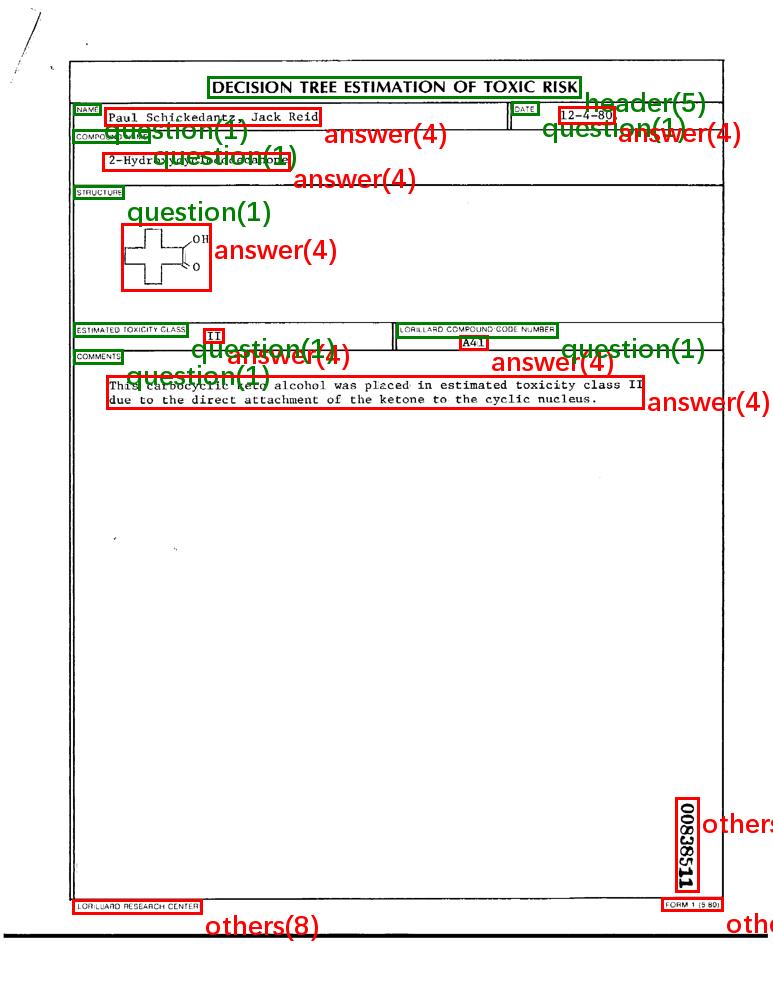 DECISION TREE ESTIMATION OF TOXIC RISK
header(5)
NAME
Paul Schickedantz, Jack Reid
question(1)
answer(4)
DATE
12-4-80
question(1)
answer(4)
COMPOUND NAME
question(1)
2-Hydroxycyclododecanone
answer(4)
STRUCTURE
question(1)
OH
O
answer(4)
ESTIMATED TOXICITY CLASS
II
question(1)
answer(4)
LORILLARD COMPOUND CODE NUMBER
A41
question(1)
answer(4)
COMMENTS
question(1)
This carbocyclic keto alcohol was placed in estimated toxicity class II
due to the direct attachment of the ketone to the cyclic nucleus.
answer(4)
00838511
others
LORILLARD RESEARCH CENTER
others(8)
FORM 1 (5 80)
oth